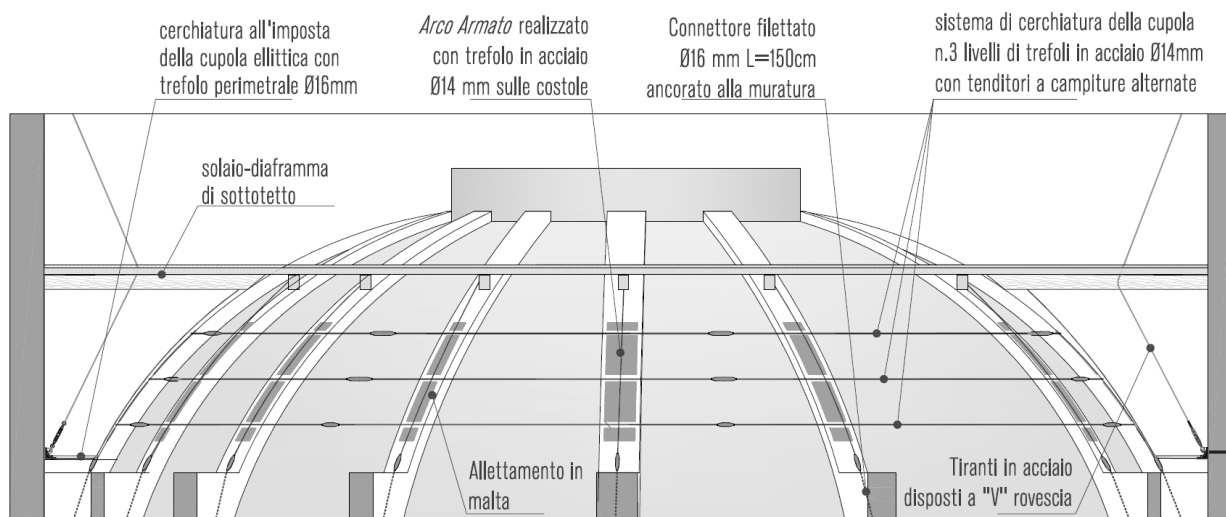 cerchiatura all'imposta
della cupola ellittica con
trefolo perimetrale Ø16mm
Arco Armato realizzato
con trefolo in acciaio
Ø14 mm sulle costole
Connettore filettato
Ø16 mm L=150cm
ancorato alla muratura
sistema di cerchiatura della cupola
n.3 livelli di trefoli in acciaio Ø14mm
con tenditori a campiture alternate
solaio-diaframma
di sottotetto
Allettamento in
malta
Tiranti in acciaio
disposti a "V" rovescia